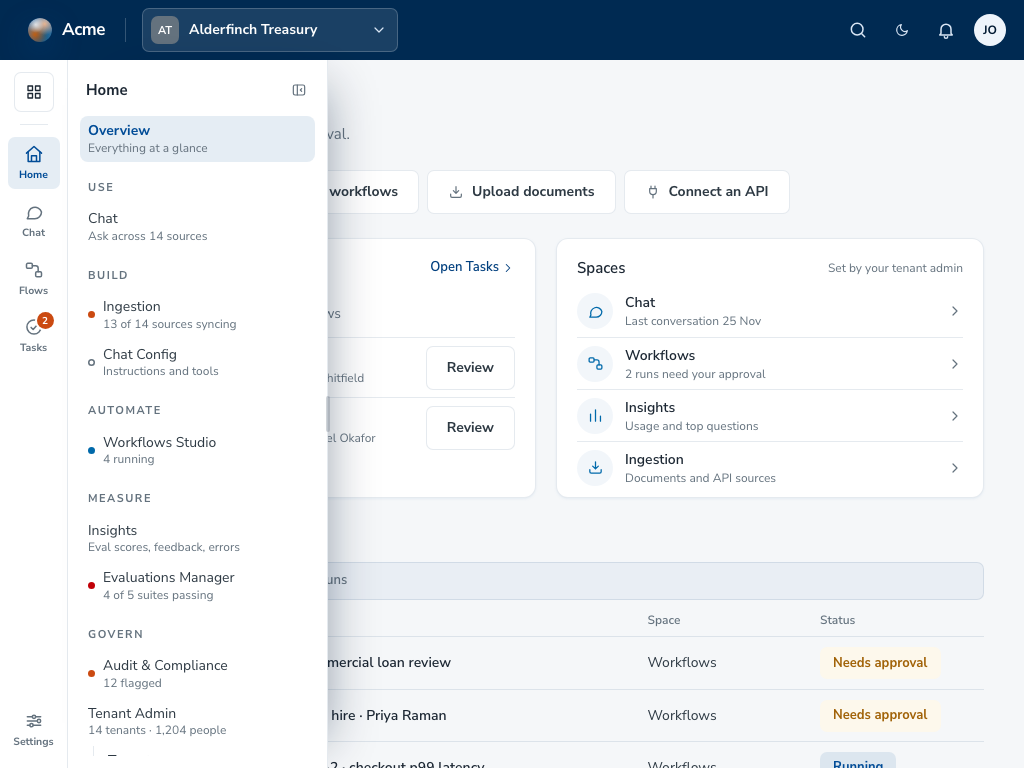 Acme
AT
Alderfinch Treasury
JO
Home
Chat
Flows
2
Tasks
Settings
Home
Overview
Everything at a glance
USE
Chat
Ask across 14 sources
BUILD
Ingestion
13 of 14 sources syncing
Chat Config
Instructions and tools
AUTOMATE
Workflows Studio
4 running
MEASURE
Insights
Eval scores, feedback, errors
Evaluations Manager
4 of 5 suites passing
GOVERN
Audit & Compliance
12 flagged
Tenant Admin
14 tenants · 1,204 people
val.
workflows
Upload documents
Connect an API
Open Tasks
Review
hitfield
Review
Okafor
Spaces
Set by your tenant admin
Chat
Last conversation 25 Nov
Workflows
2 runs need your approval
Insights
Usage and top questions
Ingestion
Documents and API sources
Space
Status
loan review
Workflows
Needs approval
hire · Priya Raman
Workflows
Needs approval
checkout p99 latency
Workflows
Running